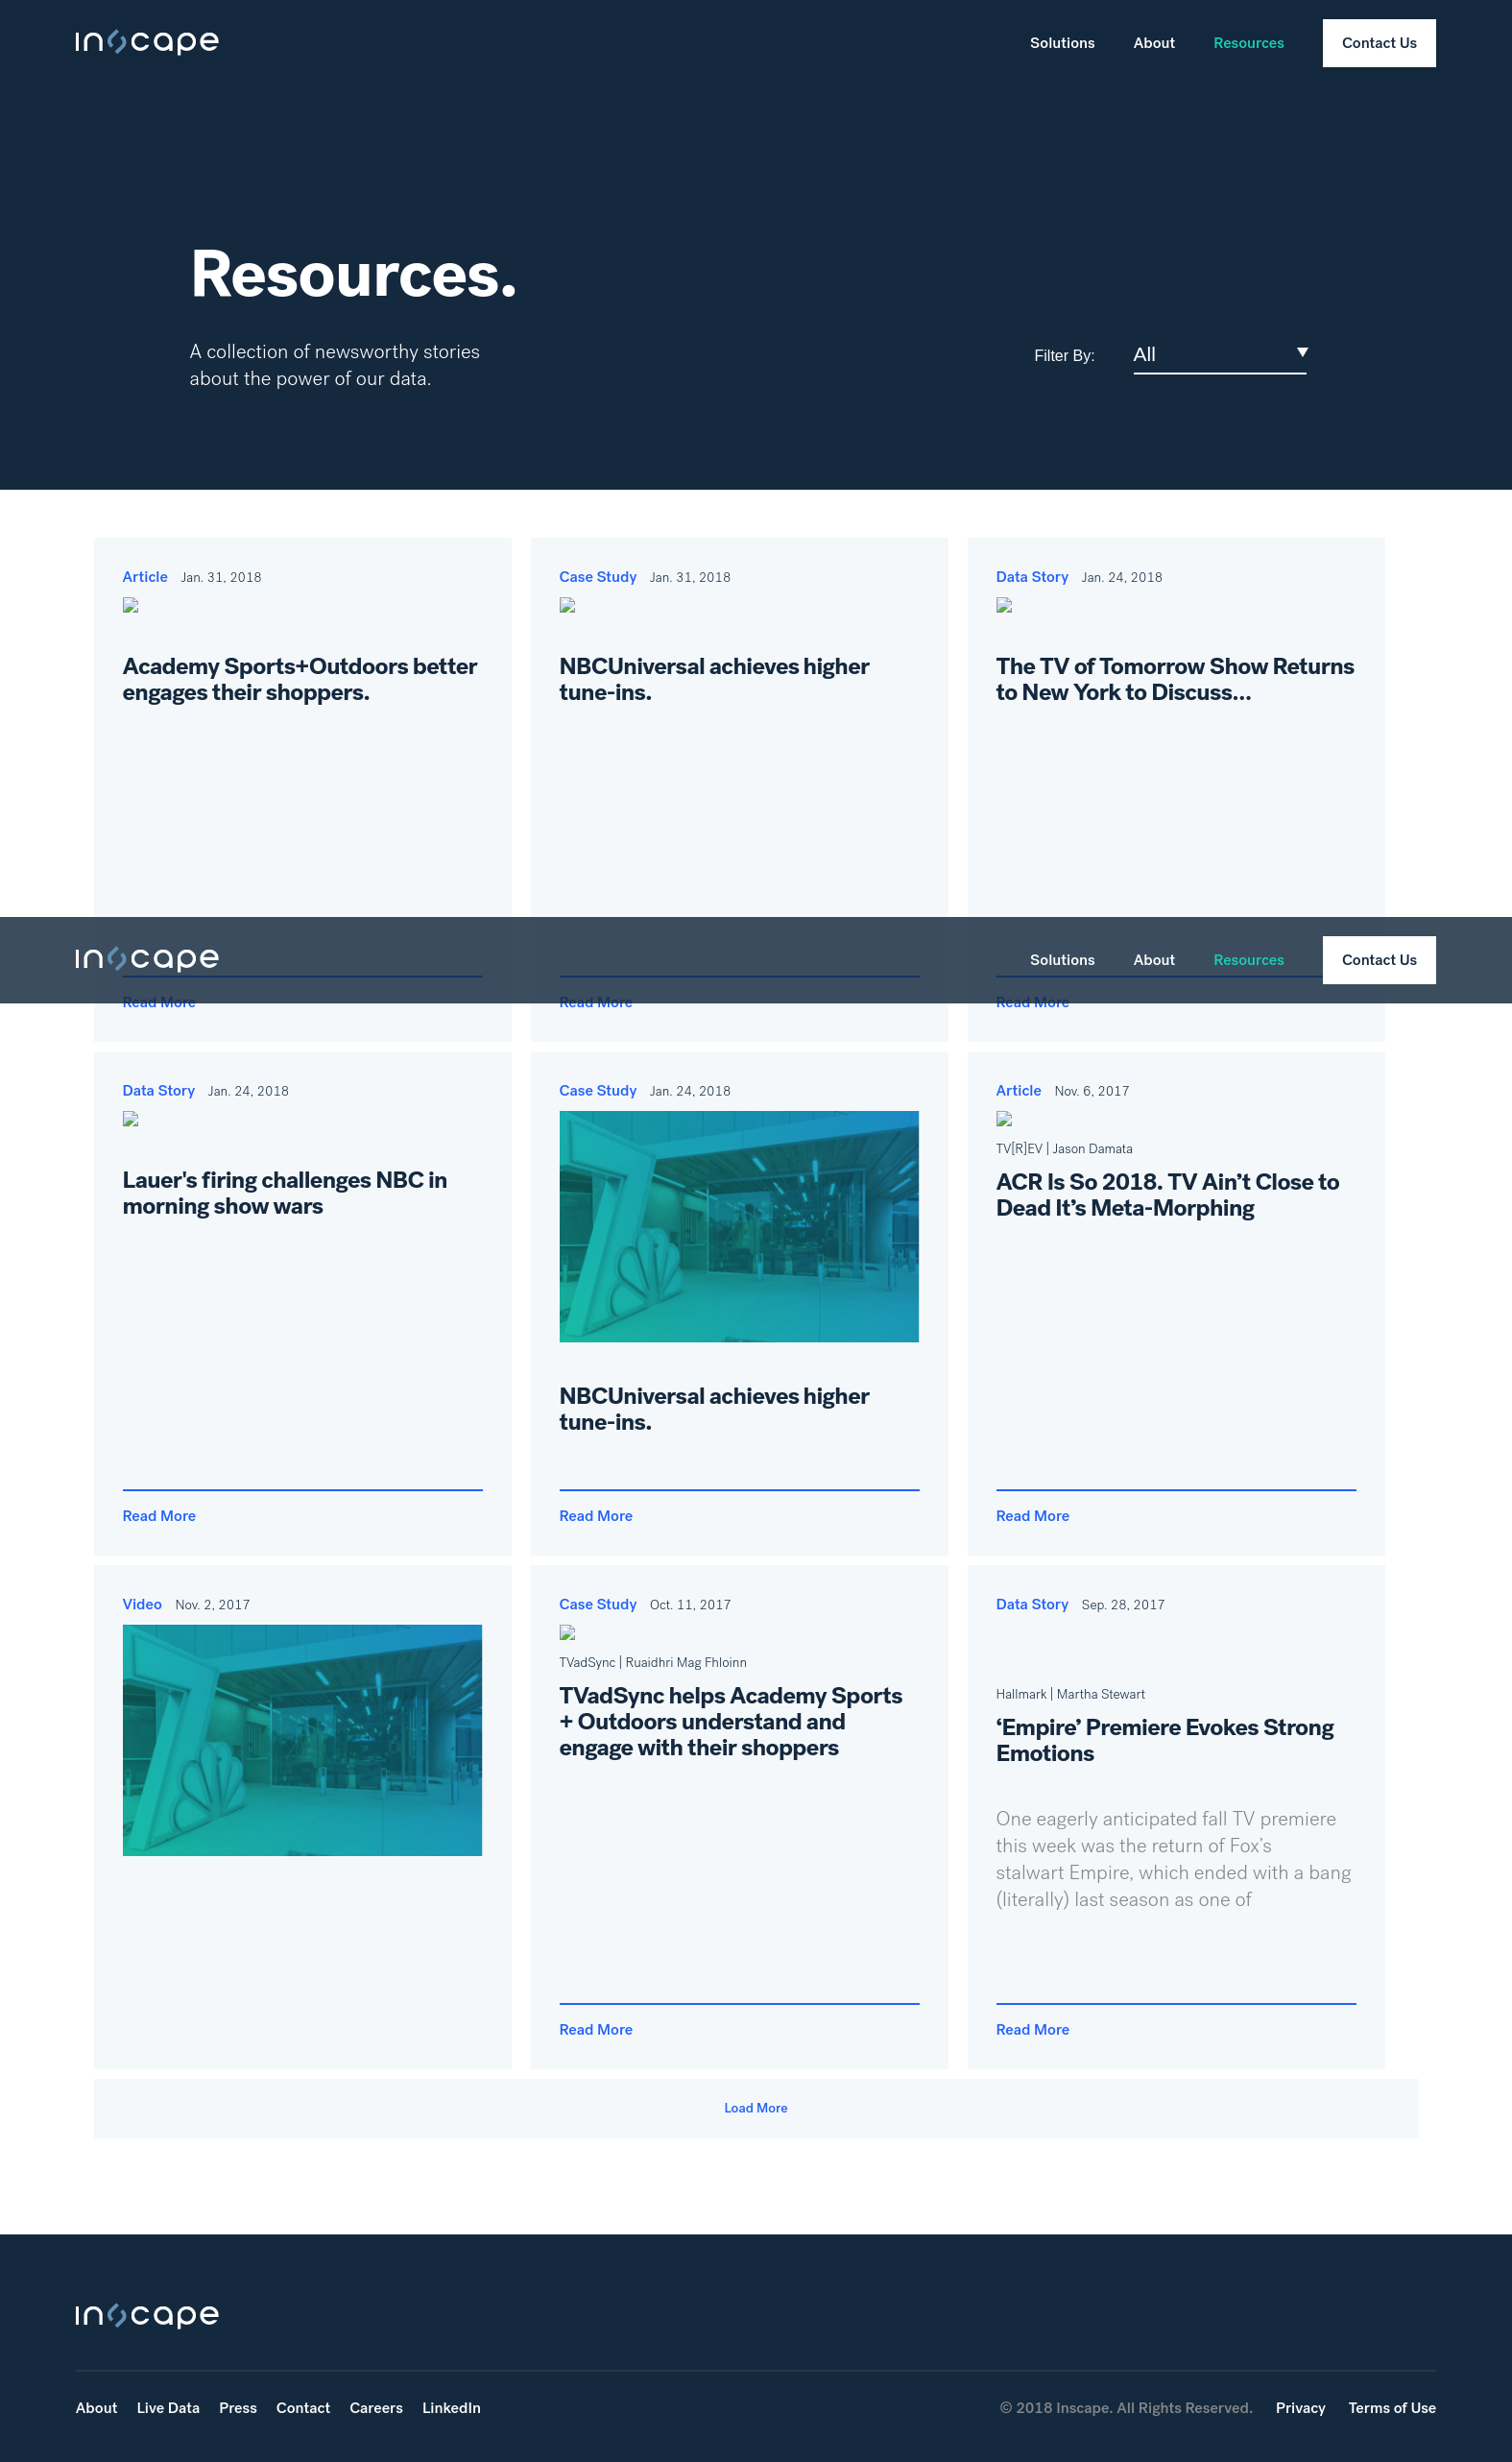 inscape
Solutions
About
Resources
Contact Us
Resources.
A collection of newsworthy stories
about the power of our data.
Filter By:
All
Article Jan. 31, 2018
Academy Sports+Outdoors better
engages their shoppers.
Case Study Jan. 31, 2018
NBCUniversal achieves higher
tune-ins.
Data Story Jan. 24, 2018
The TV of Tomorrow Show Returns
to New York to Discuss...
inscape
Solutions
About
Resources
Contact Us
Read More
Read More
Read More
Data Story Jan. 24, 2018
Lauer's firing challenges NBC in
morning show wars
Read More
Case Study Jan. 24, 2018
NBCUniversal achieves higher
tune-ins.
Read More
Article Nov. 6, 2017
TV[R]EV | Jason Damata
ACR Is So 2018. TV Ain’t Close to
Dead It’s Meta-Morphing
Read More
Video Nov. 2, 2017
Case Study Oct. 11, 2017
TVadSync | Ruaidhri Mag Fhloinn
TVadSync helps Academy Sports
+ Outdoors understand and
engage with their shoppers
Read More
Data Story Sep. 28, 2017
Hallmark | Martha Stewart
‘Empire’ Premiere Evokes Strong
Emotions
One eagerly anticipated fall TV premiere
this week was the return of Fox’s
stalwart Empire, which ended with a bang
(literally) last season as one of
Read More
Load More
inscape
About
Live Data
Press
Contact
Careers
LinkedIn
© 2018 Inscape. All Rights Reserved.
Privacy
Terms of Use